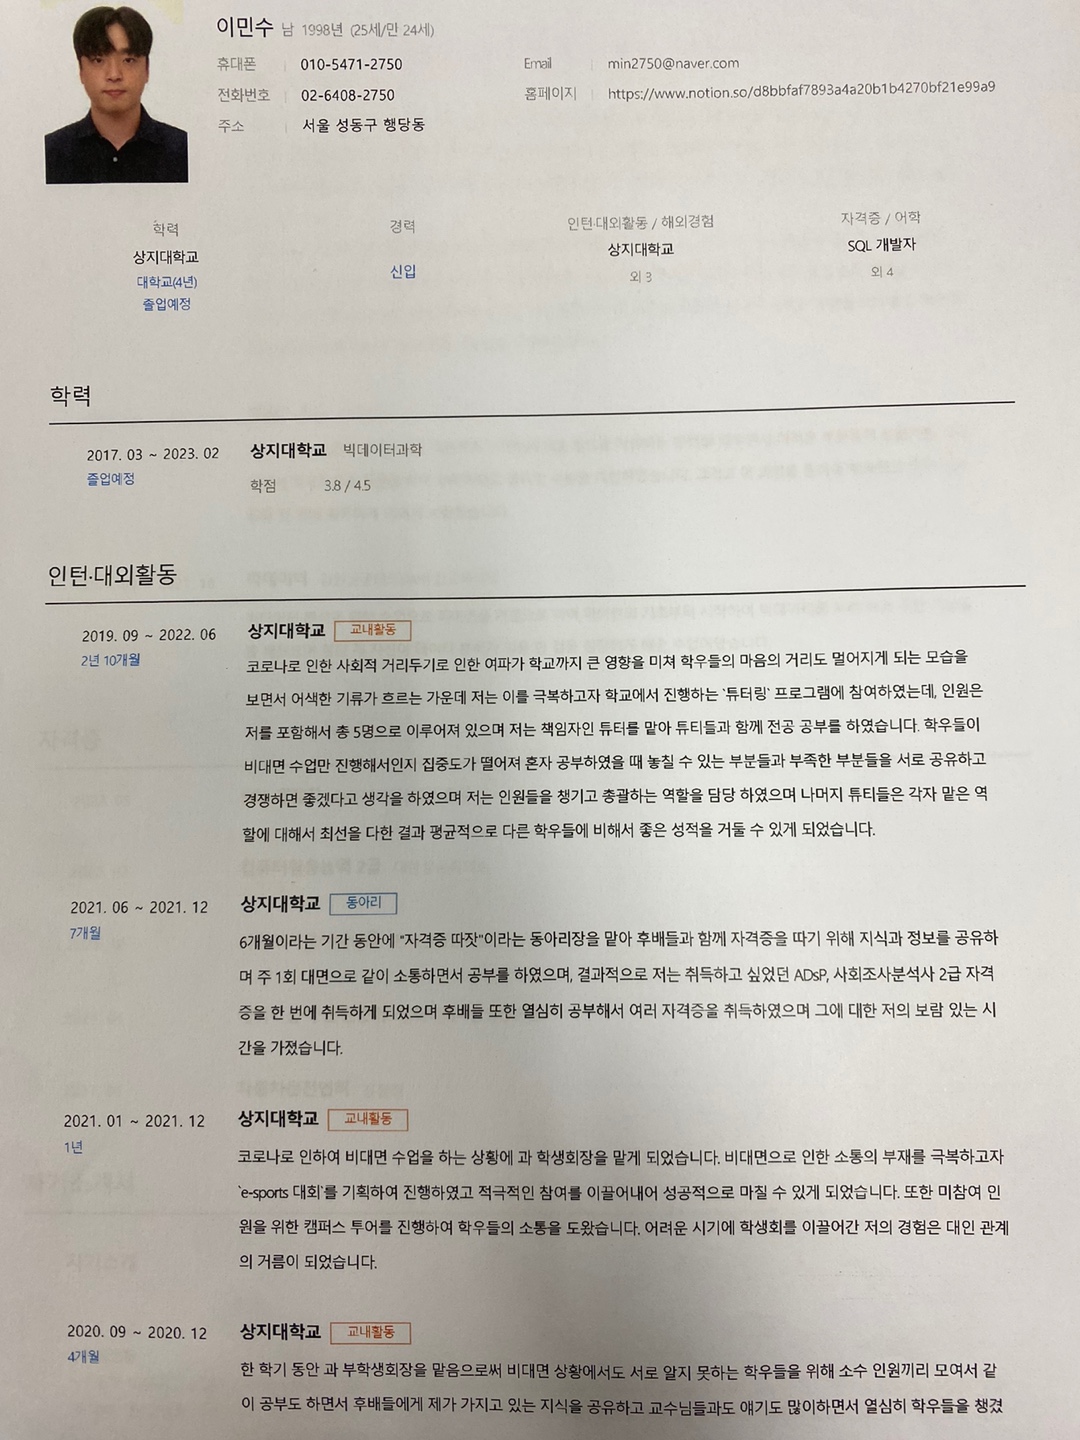 이민수 남 1998년 (25세/만 24세)
휴대폰 010-5471-2750 Email min2750@naver.com
전화번호 02-6408-2750 홈페이지 https://www.notion.so/d8bbfaf7893a4a20b1b4270bf21e99a9
주소 서울 성동구 행당동
학력 경력 인턴·대외활동 / 해외경험 자격증 / 어학
상지대학교 신입 상지대학교 SQL 개발자
대학교(4년) 외 3 외 4
졸업예정
학력
2017. 03 ~ 2023. 02 상지대학교 빅데이터과학
졸업예정 학점 3.8 / 4.5
인턴·대외활동
2019. 09 ~ 2022. 06 상지대학교 교내활동
2년 10개월
코로나로 인한 사회적 거리두기로 인한 여파가 학교까지 큰 영향을 미쳐 학우들의 마음의 거리도 멀어지게 되는 모습을
보면서 어색한 기류가 흐르는 가운데 저는 이를 극복하고자 학교에서 진행하는 `튜터링` 프로그램에 참여하였는데, 인원은
저를 포함해서 총 5명으로 이루어져 있으며 저는 책임자인 튜터를 맡아 튜티들과 함께 전공 공부를 하였습니다. 학우들이
비대면 수업만 진행해서인지 집중도가 떨어져 혼자 공부하였을 때 놓칠 수 있는 부분들과 부족한 부분들을 서로 공유하고
경쟁하면 좋겠다고 생각을 하였으며 저는 인원들을 챙기고 총괄하는 역할을 담당 하였으며 나머지 튜티들은 각자 맡은 역
할에 대해서 최선을 다한 결과 평균적으로 다른 학우들에 비해서 좋은 성적을 거둘 수 있게 되었습니다.
2021. 06 ~ 2021. 12 상지대학교 동아리
7개월
6개월이라는 기간 동안에 "자격증 따잣"이라는 동아리장을 맡아 후배들과 함께 자격증을 따기 위해 지식과 정보를 공유하
며 주 1회 대면으로 같이 소통하면서 공부를 하였으며, 결과적으로 저는 취득하고 싶었던 ADsP, 사회조사분석사 2급 자격
증을 한 번에 취득하게 되었으며 후배들 또한 열심히 공부해서 여러 자격증을 취득하였으며 그에 대한 저의 보람 있는 시
간을 가졌습니다.
2021. 01 ~ 2021. 12 상지대학교 교내활동
1년
코로나로 인하여 비대면 수업을 하는 상황에 과 학생회장을 맡게 되었습니다. 비대면으로 인한 소통의 부재를 극복하고자
`e-sports 대회`를 기획하여 진행하였고 적극적인 참여를 이끌어내어 성공적으로 마칠 수 있게 되었습니다. 또한 미참여 인
원을 위한 캠퍼스 투어를 진행하여 학우들의 소통을 도왔습니다. 어려운 시기에 학생회를 이끌어간 저의 경험은 대인 관계
의 거름이 되었습니다.
2020. 09 ~ 2020. 12 상지대학교 교내활동
4개월
한 학기 동안 과 부학생회장을 맡음으로써 비대면 상황에서도 서로 알지 못하는 학우들을 위해 소수 인원끼리 모여서 같
이 공부도 하면서 후배들에게 제가 가지고 있는 지식을 공유하고 교수님들과도 얘기도 많이하면서 열심히 학우들을 챙겼